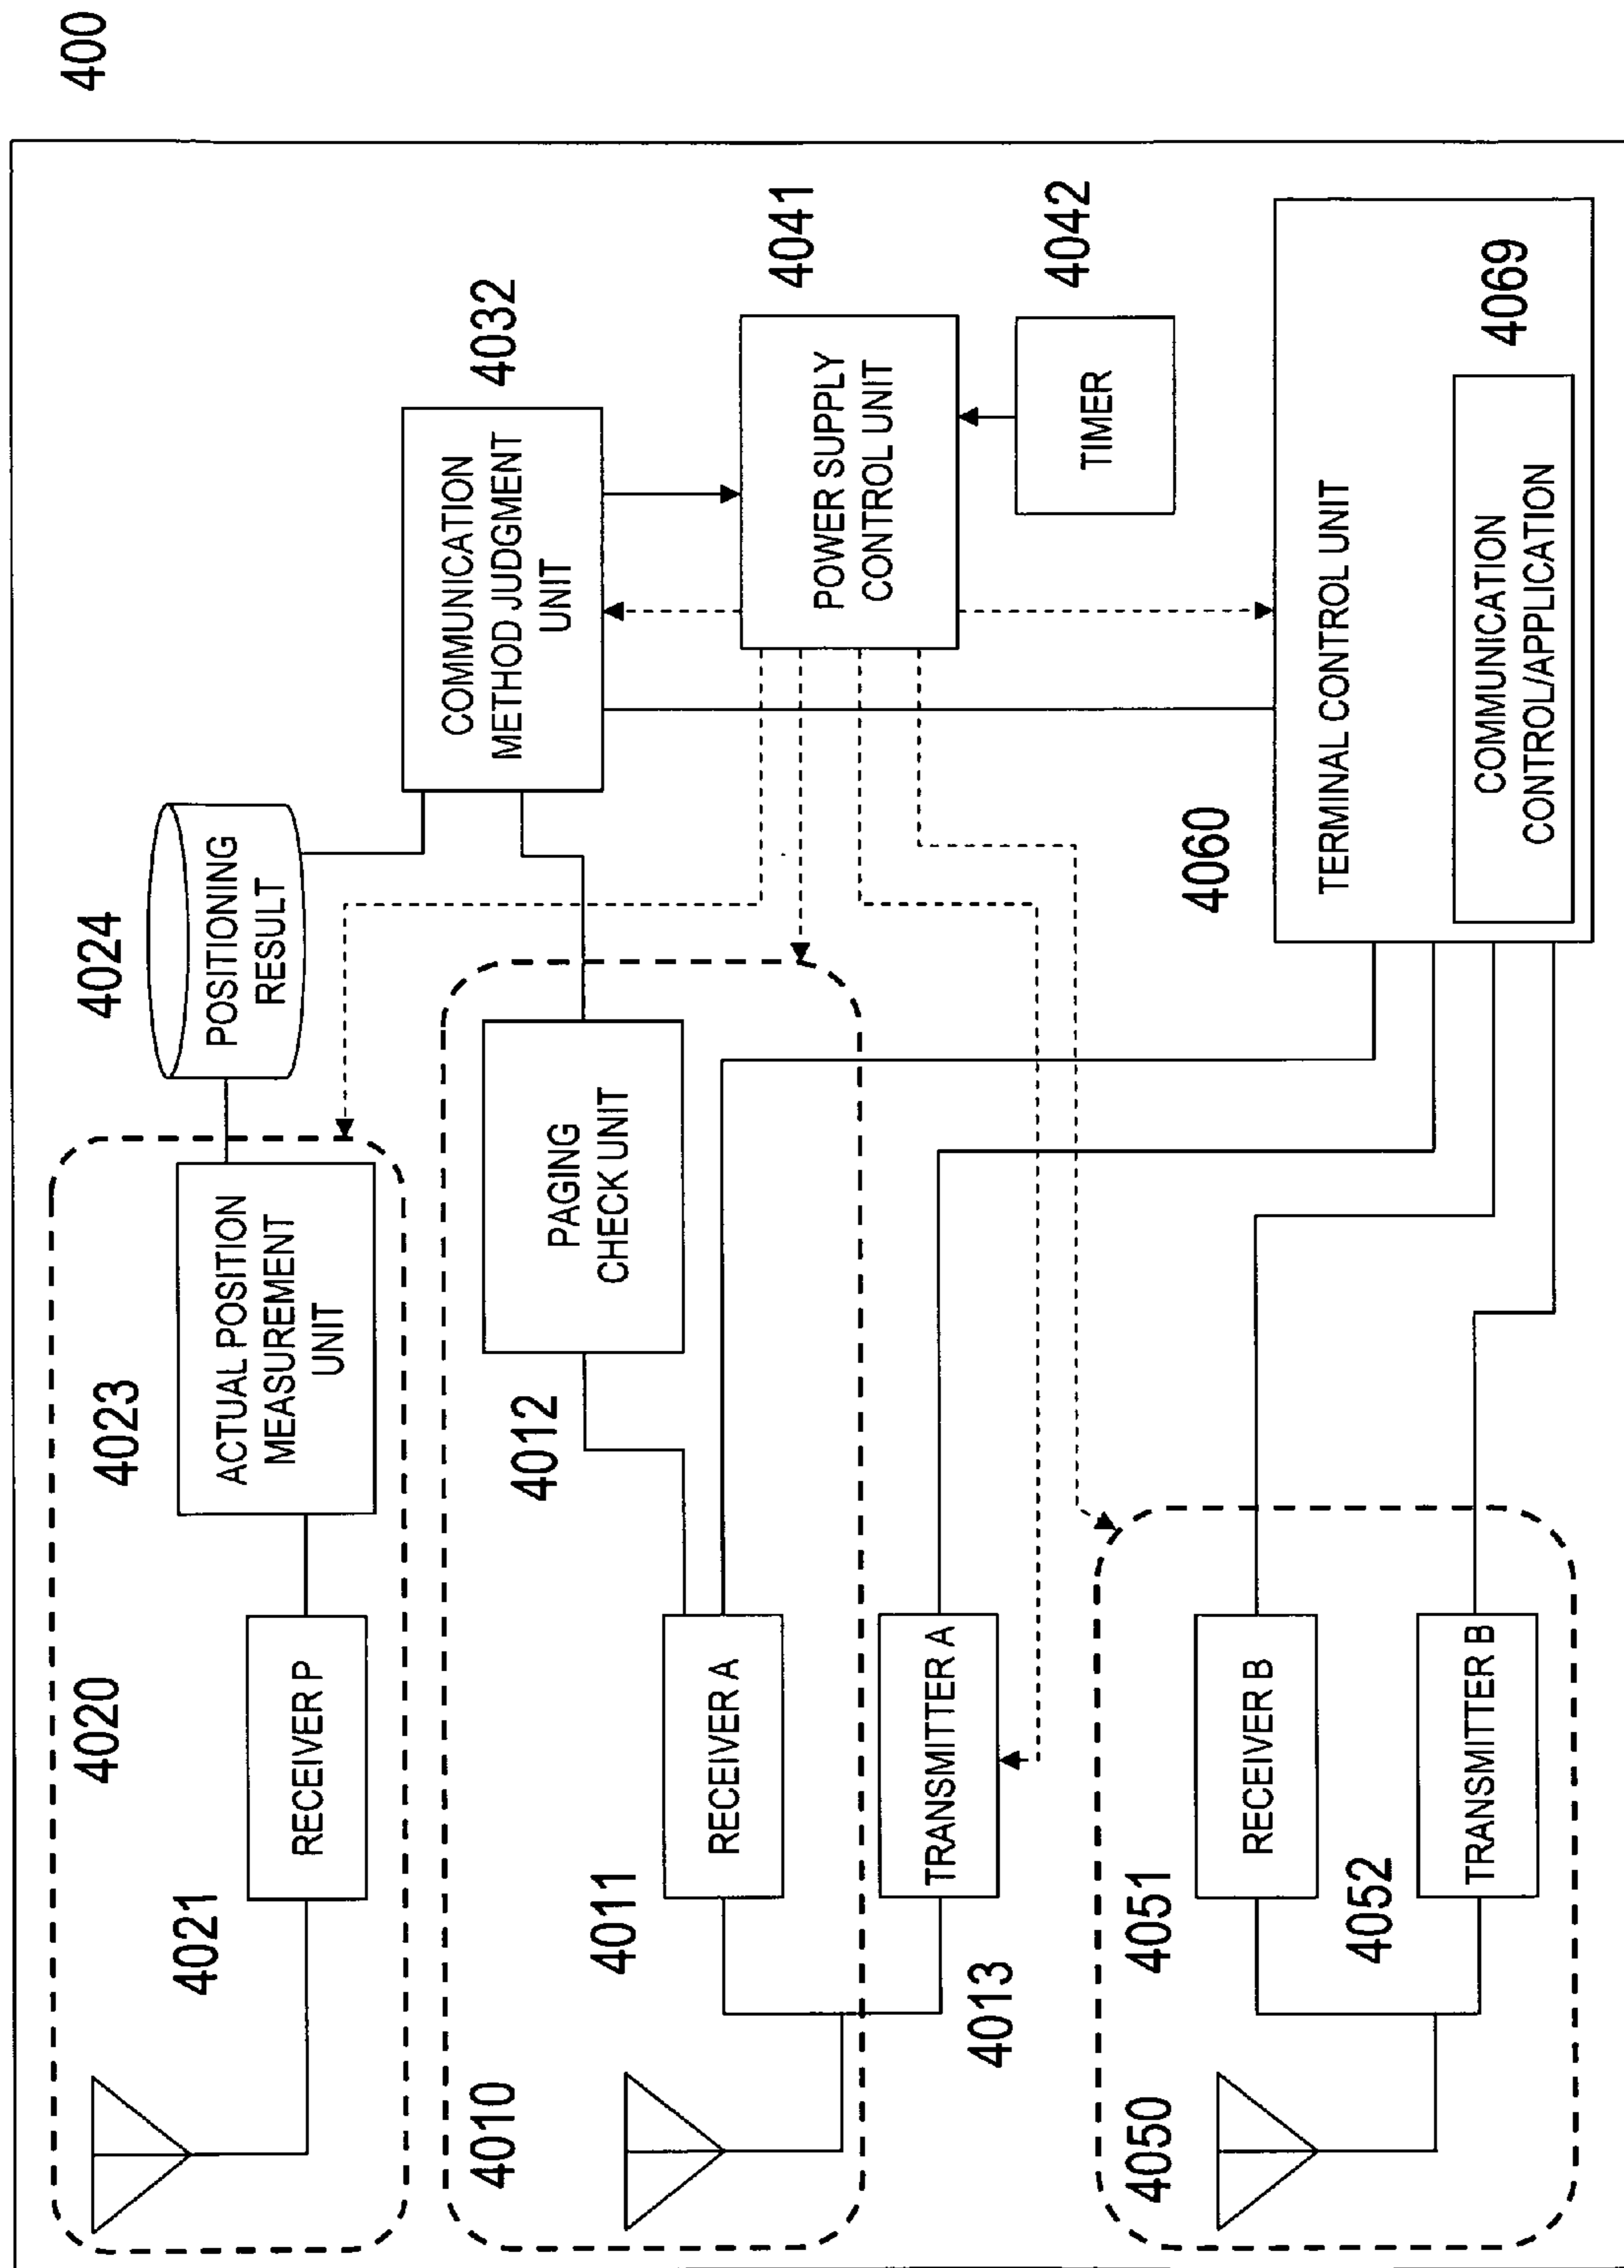 400
4020
4021
RECEIVER P
4023
ACTUAL POSITION
MEASUREMENT
UNIT
4024
POSITIONING
RESULT
4010
4011
RECEIVER A
4012
PAGING
CHECK UNIT
4013
TRANSMITTER A
4032
COMMUNICATION
METHOD JUDGMENT
UNIT
4041
POWER SUPPLY
CONTROL UNIT
4042
TIMER
4050
4051
RECEIVER B
4052
TRANSMITTER B
4060
TERMINAL CONTROL UNIT
4069
COMMUNICATION
CONTROL/APPLICATION